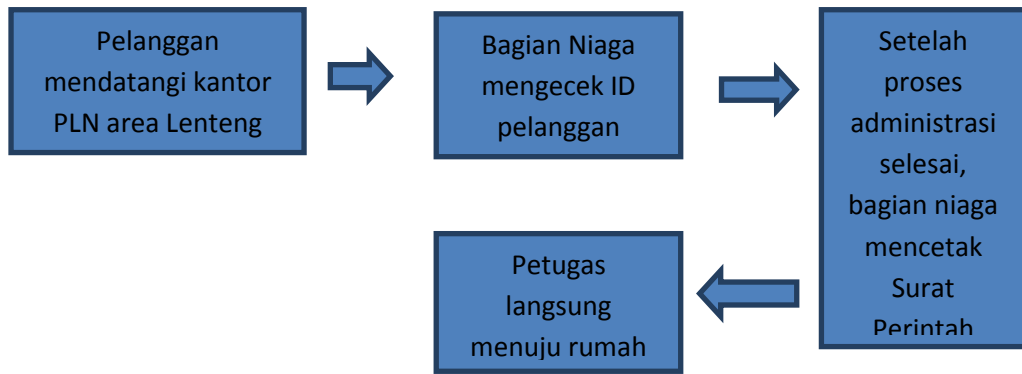 Pelanggan
mendatangi kantor
PLN area Lenteng
Bagian Niaga
mengecek ID
pelanggan
Setelah
proses
administrasi
selesai,
bagian niaga
mencetak
Surat
Perintah
Petugas
langsung
menuju rumah